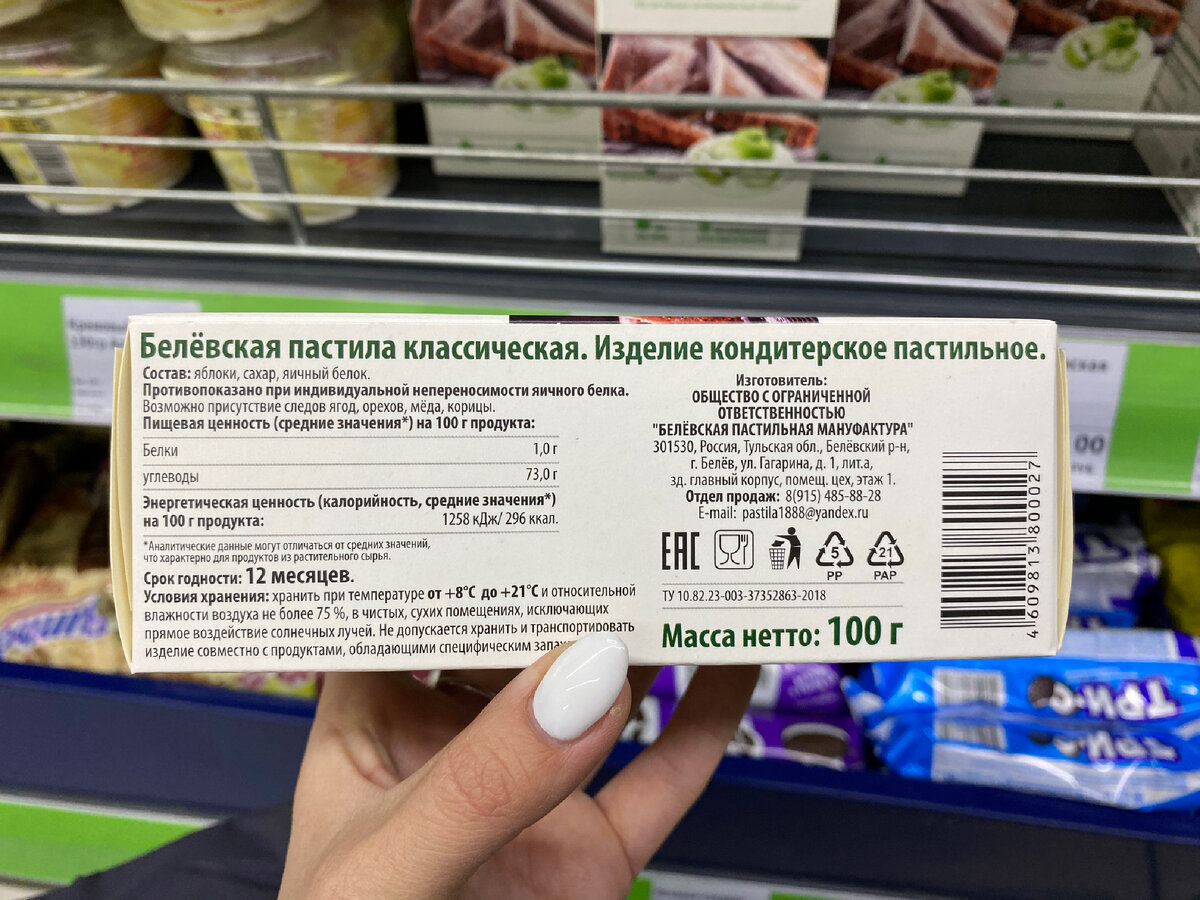 Белёвская пастила классическая. Изделие кондитерское пастильное.
Состав: яблоки, сахар, яичный белок.
Противопоказано при индивидуальной непереносимости яичного белка.
Возможно присутствие следов ягод, орехов, мёда, корицы.
Пищевая ценность (средние значения*) на 100 г продукта:
Белки 1,0 г
углеводы 73,0 г
Энергетическая ценность (калорийность, средние значения*)
на 100 г продукта: 1258 кДж/ 296 ккал.
*Аналитические данные могут отличаться от средних значений,
что характерно для продуктов из растительного сырья.
Срок годности: 12 месяцев.
Условия хранения: хранить при температуре от +8°С до +21°С и относительной
влажности воздуха не более 75 %, в чистых, сухих помещениях, исключающих
прямое воздействие солнечных лучей. Не допускается хранить и транспортировать
изделие совместно с продуктами, обладающими специфическим
Изготовитель:
ОБЩЕСТВО С ОГРАНИЧЕННОЙ
ОТВЕТСТВЕННОСТЬЮ
"БЕЛЁВСКАЯ ПАСТИЛЬНАЯ МАНУФАКТУРА"
301530, Россия, Тульская обл., Белёвский р-н,
г. Белёв, ул. Гагарина, д. 1, лит.а,
зд. главный корпус, помещ. цех, этаж 1.
Отдел продаж: 8(915) 485-88-28
E-mail: pastila1888@yandex.ru
ЕАС
5
PP
21
PAP
ТУ 10.82.23-003-37352863-2018
Масса нетто: 100 г
4 609813 800027
ТРИ-О
ТРИ-О